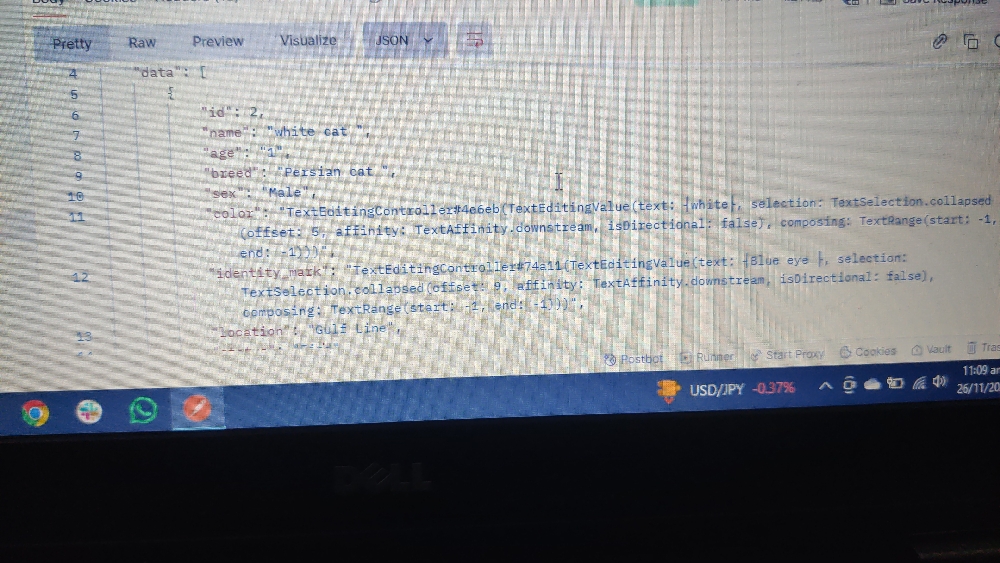 Pretty Raw Preview Visualize JSON
4 "data": [
5 {
6 "id": 2,
7 "name": "white cat ",
8 "age": "1",
9 "breed": "Persian cat ",
10 "sex": "Male",
11 "color": "TextEditingController#4e6eb(TextEditingValue(text: ┤white├, selection: TextSelection.collapsed
(offset: 5, affinity: TextAffinity.downstream, isDirectional: false), composing: TextRange(start: -1,
end: -1)))",
12 "identity_mark": "TextEditingController#74a11(TextEditingValue(text: ┤Blue eye ├, selection:
TextSelection.collapsed(offset: 9, affinity: TextAffinity.downstream, isDirectional: false),
composing: TextRange(start: -1, end: -1)))",
13 "location": "Gulf Line",
Postbot Runner Start Proxy Cookies Vault Tras
USD/JPY -0.37%
11:09 am
26/11/20
DELL